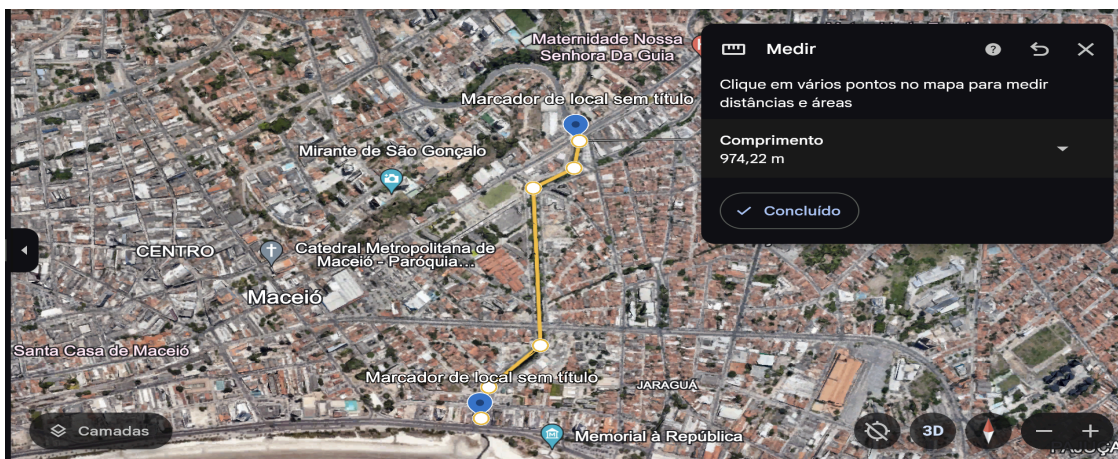 Maternidade Nossa
Senhora Da Guia
Marcador de local sem título
Mirante de São Gonçalo
CENTRO
Catedral Metropolitana de
Maceió - Paróquia...
Maceió
Santa Casa de Maceió
Marcador de local sem título
JARAGUÁ
Memorial à República
Camadas
Medir
?
Clique em vários pontos no mapa para medir
distâncias e áreas
Comprimento
974,22 m
Concluído
3D